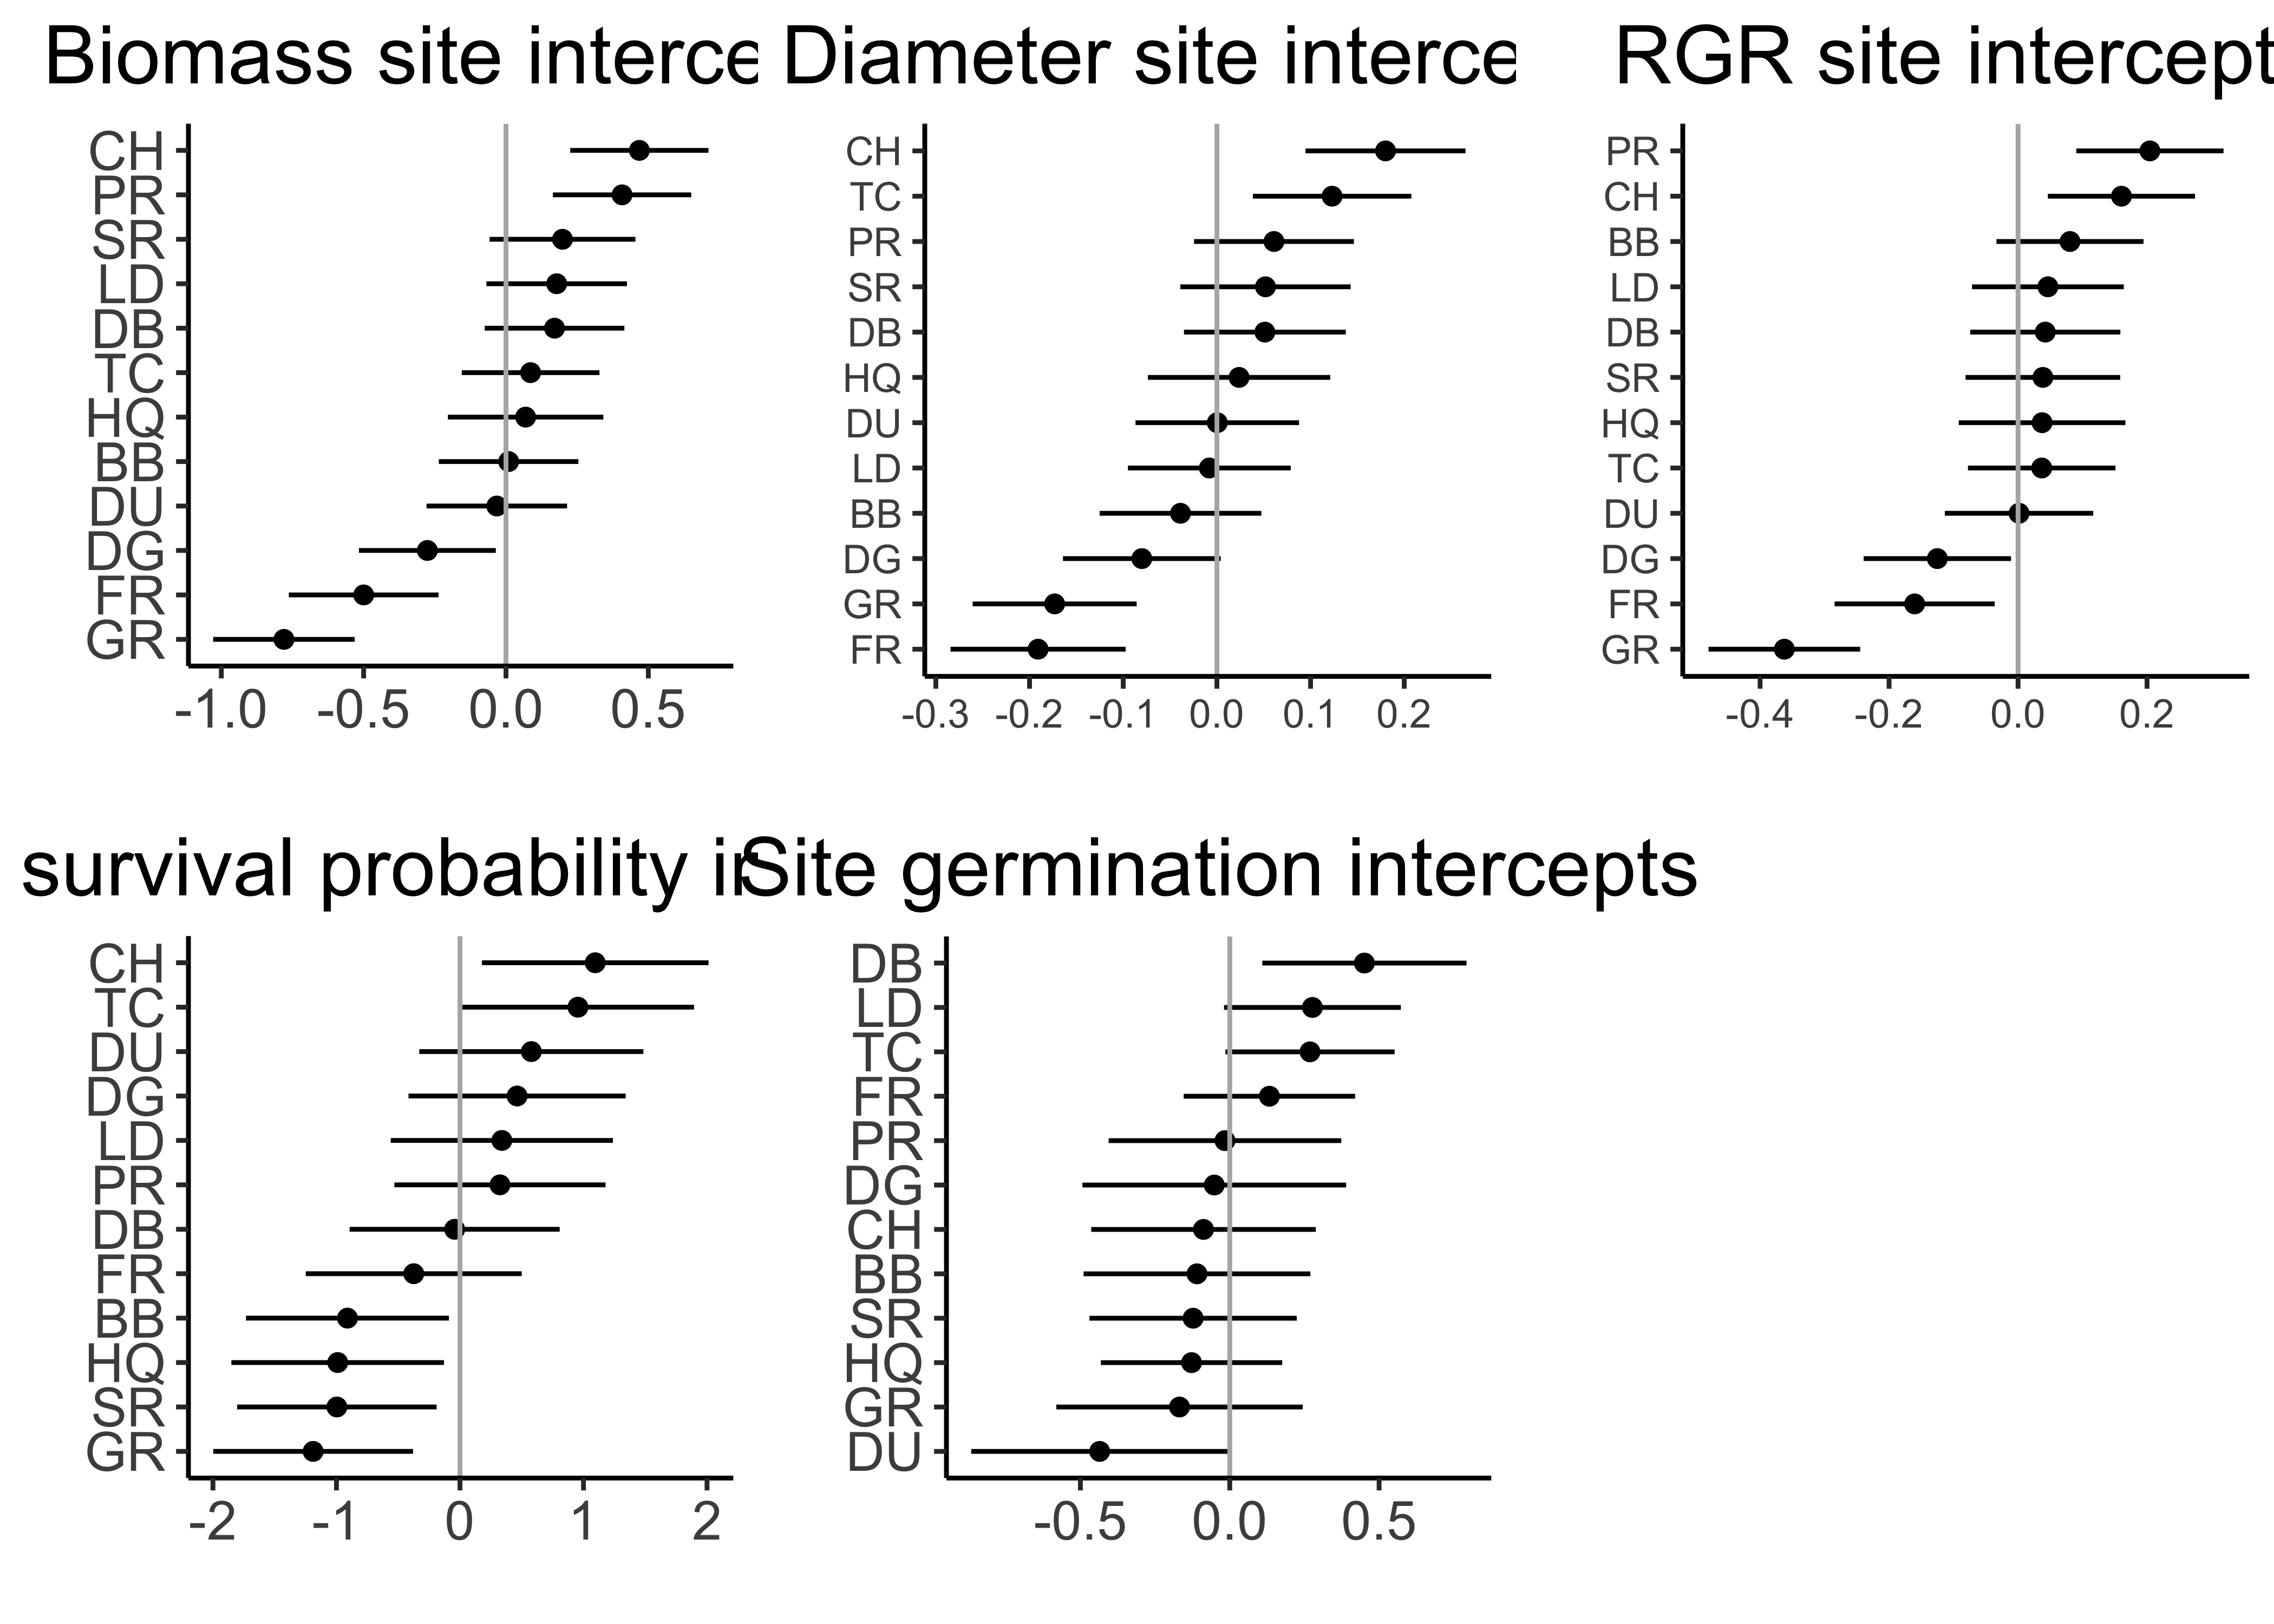 Biomass site interce
Diameter site interce
RGR site intercept
CH
PR
SR
LD
DB
TC
HQ
BB
DU
DG
FR
GR
-1.0 -0.5 0.0 0.5
CH
TC
PR
SR
DB
HQ
DU
LD
BB
DG
GR
FR
-0.3 -0.2 -0.1 0.0 0.1 0.2
PR
CH
BB
LD
DB
SR
HQ
TC
DU
DG
FR
GR
-0.4 -0.2 0.0 0.2
survival probability in
Site germination intercepts
CH
TC
DU
DG
LD
PR
DB
FR
BB
HQ
SR
GR
-2 -1 0 1 2
DB
LD
TC
FR
PR
DG
CH
BB
SR
HQ
GR
DU
-0.5 0.0 0.5